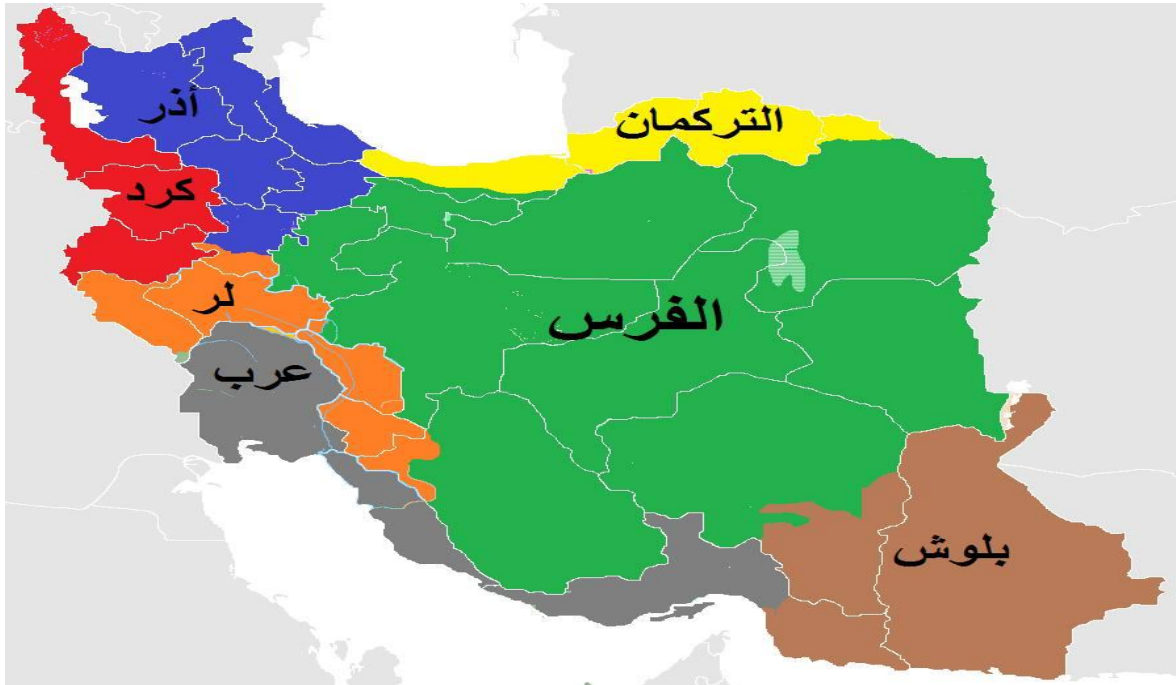 أذر
التركمان
كرد
لر
الفرس
عرب
بلوش